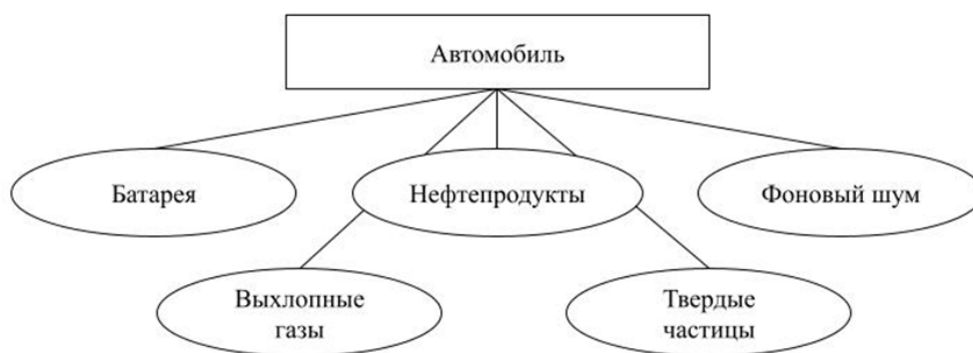 Автомобиль
Батарея
Нефтепродукты
Фоновый шум
Выхлопные
газы
Твердые
частицы